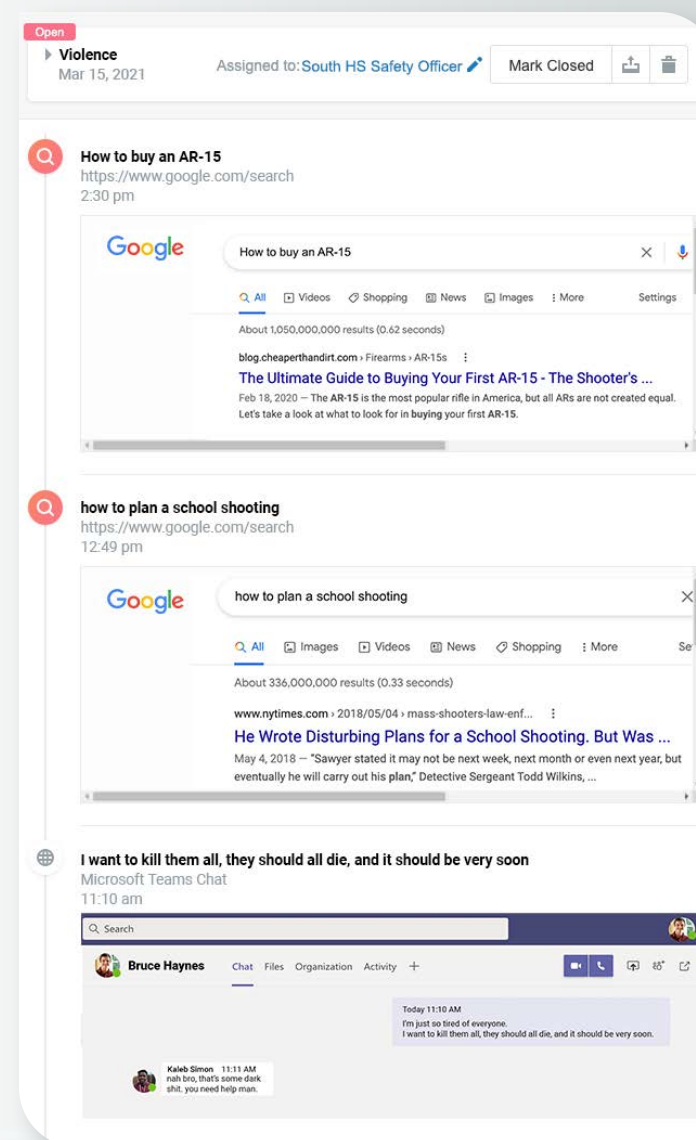 Open
Violence
Mar 15, 2021
Assigned to: South HS Safety Officer
Mark Closed
How to buy an AR-15
https://www.google.com/search
2:30 pm
Google
How to buy an AR-15
All Videos Shopping News Images More Settings
About 1,050,000,000 results (0.62 seconds)
blog.cheaperthandirt.com › Firearms › AR-15s
The Ultimate Guide to Buying Your First AR-15 - The Shooter's ...
Feb 18, 2020 — The AR-15 is the most popular rifle in America, but all ARs are not created equal.
Let's take a look at what to look for in buying your first AR-15.
how to plan a school shooting
https://www.google.com/search
12:49 pm
Google
how to plan a school shooting
All Images Videos News Shopping More Se
About 336,000,000 results (0.33 seconds)
www.nytimes.com › 2018/05/04 › mass-shooters-law-enf...
He Wrote Disturbing Plans for a School Shooting. But Was ...
May 4, 2018 — "Sawyer stated it may not be next week, next month or even next year, but
eventually he will carry out his plan," Detective Sergeant Todd Wilkins, ...
I want to kill them all, they should all die, and it should be very soon
Microsoft Teams Chat
11:10 am
Search
Bruce Haynes Chat Files Organization Activity +
Today 11:10 AM
I'm just so tired of everyone.
I want to kill them all, they should all die, and it should be very soon.
Kaleb Simon 11:11 AM
nah bro, that's some dark
shit. you need help man.